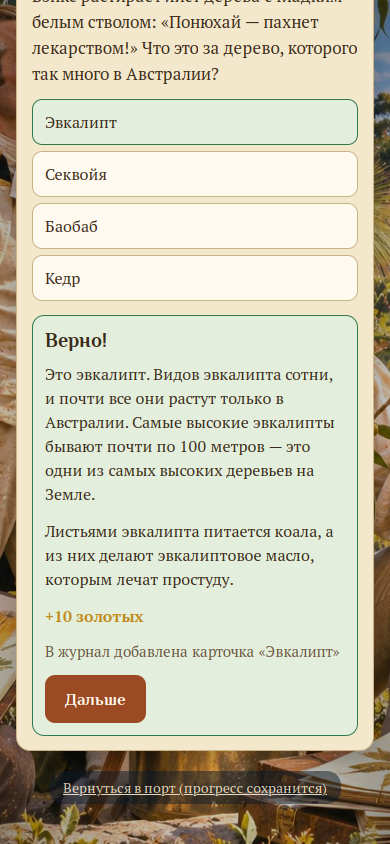 белым стволом: «Понюхай — пахнет
лекарством!» Что это за дерево, которого
так много в Австралии?
Эвкалипт
Секвойя
Баобаб
Кедр
Верно!
Это эвкалипт. Видов эвкалипта сотни,
и почти все они растут только в
Австралии. Самые высокие эвкалипты
бывают почти по 100 метров — это
одни из самых высоких деревьев на
Земле.
Листьями эвкалипта питается коала, а
из них делают эвкалиптовое масло,
которым лечат простуду.
+10 золотых
В журнал добавлена карточка «Эвкалипт»
Дальше
Вернуться в порт (прогресс сохранится)